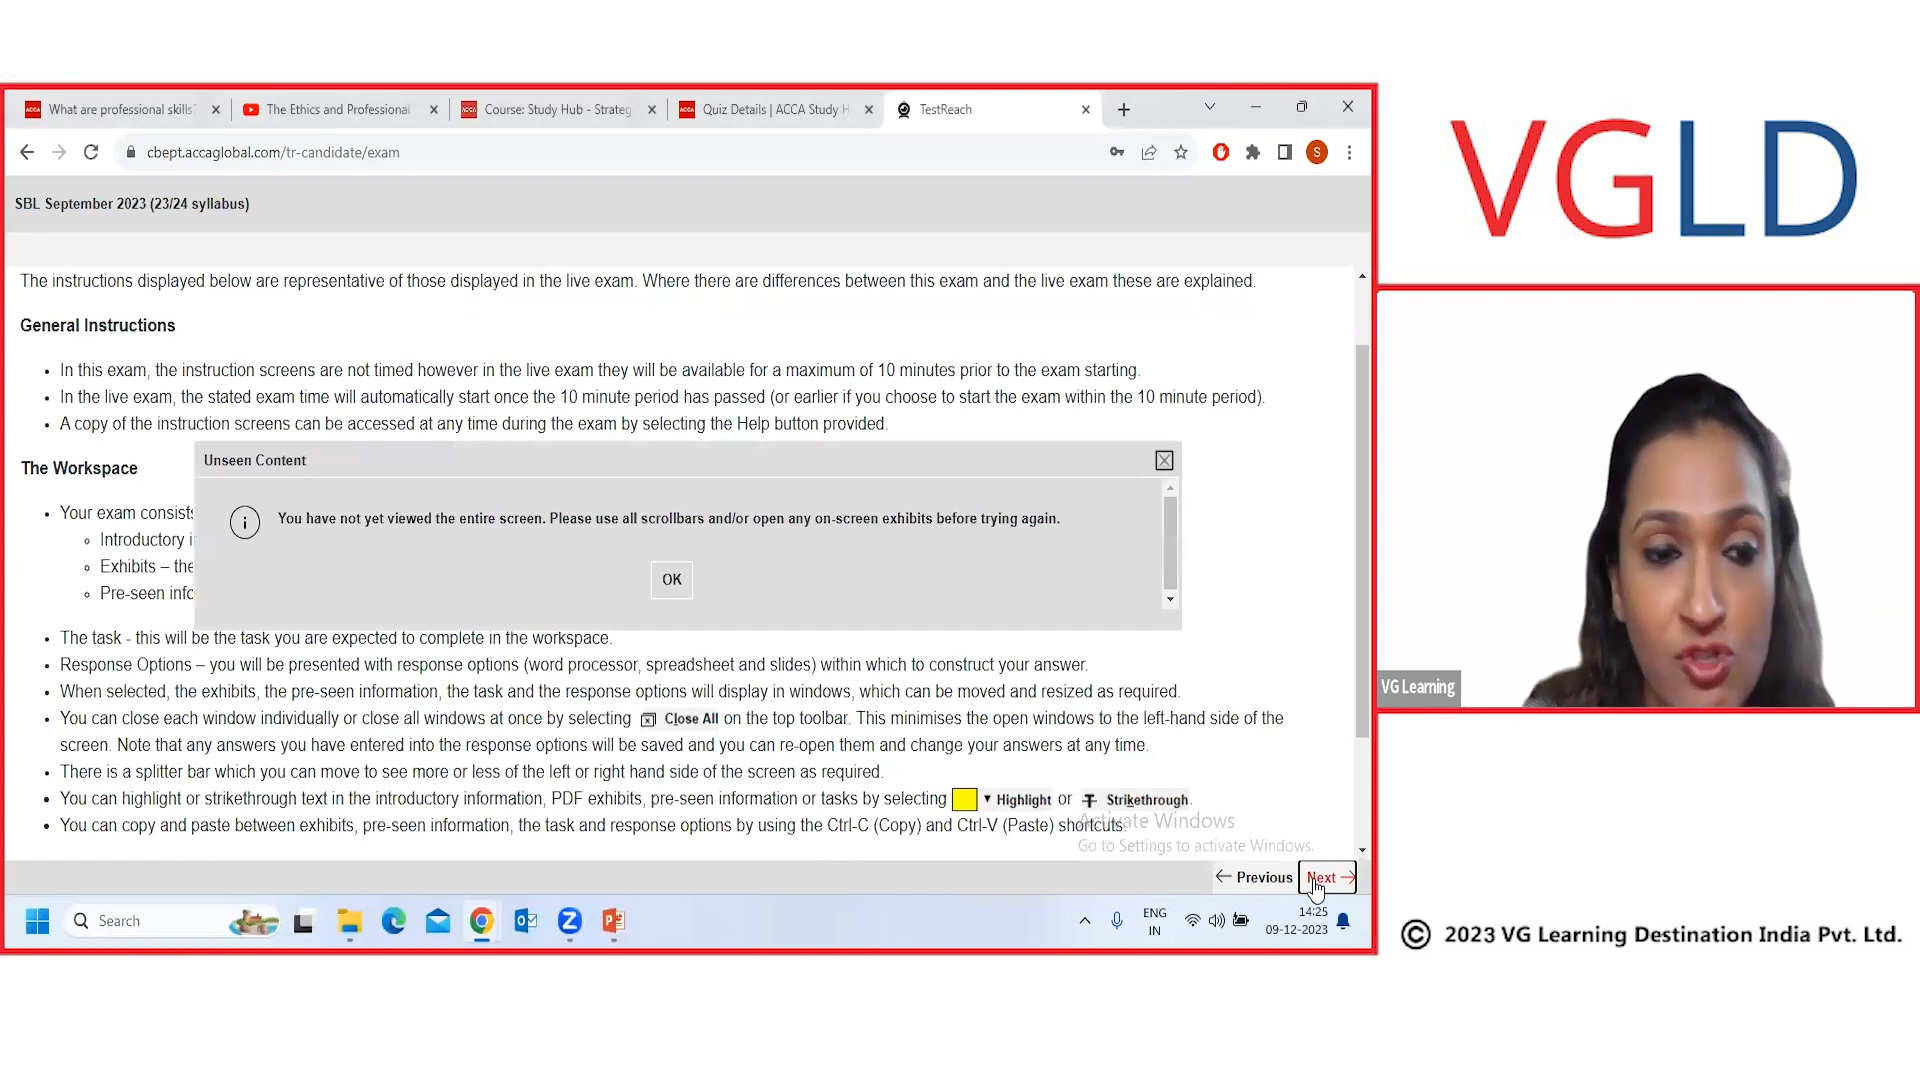 What are professional skills
The Ethics and Professional
Course: Study Hub - Strateg
Quiz Details | ACCA Study H
TestReach
cbept.accaglobal.com/tr-candidate/exam
S
SBL September 2023 (23/24 syllabus)
The instructions displayed below are representative of those displayed in the live exam. Where there are differences between this exam and the live exam these are explained.
General Instructions
In this exam, the instruction screens are not timed however in the live exam they will be available for a maximum of 10 minutes prior to the exam starting.
In the live exam, the stated exam time will automatically start once the 10 minute period has passed (or earlier if you choose to start the exam within the 10 minute period).
A copy of the instruction screens can be accessed at any time during the exam by selecting the Help button provided.
The Workspace
Unseen Content
Your exam consists
You have not yet viewed the entire screen. Please use all scrollbars and/or open any on-screen exhibits before trying again.
Introductory i
Exhibits – the
OK
Pre-seen info
The task - this will be the task you are expected to complete in the workspace.
Response Options – you will be presented with response options (word processor, spreadsheet and slides) within which to construct your answer.
When selected, the exhibits, the pre-seen information, the task and the response options will display in windows, which can be moved and resized as required.
You can close each window individually or close all windows at once by selecting Close All on the top toolbar. This minimises the open windows to the left-hand side of the
screen. Note that any answers you have entered into the response options will be saved and you can re-open them and change your answers at any time.
There is a splitter bar which you can move to see more or less of the left or right hand side of the screen as required.
You can highlight or strikethrough text in the introductory information, PDF exhibits, pre-seen information or tasks by selecting Highlight or Strikethrough.
You can copy and paste between exhibits, pre-seen information, the task and response options by using the Ctrl-C (Copy) and Ctrl-V (Paste) shortcuts.
Activate Windows
Go to Settings to activate Windows.
Previous Next
Search
ENG
IN
14:25
09-12-2023
VGLD
VG Learning
© 2023 VG Learning Destination India Pvt. Ltd.